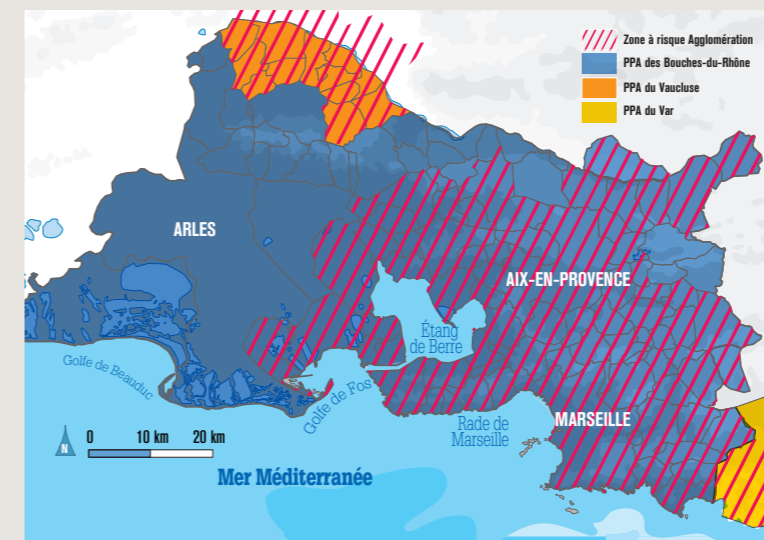 Zone à risque Agglomération
PPA des Bouches-du-Rhône
PPA du Vaucluse
PPA du Var
ARLES
AIX-EN-PROVENCE
Étang
de Berre
Golfe de Beauduc
Golfe de Fos
Rade de
Marseille
MARSEILLE
N
0 10 km 20 km
Mer Méditerranée